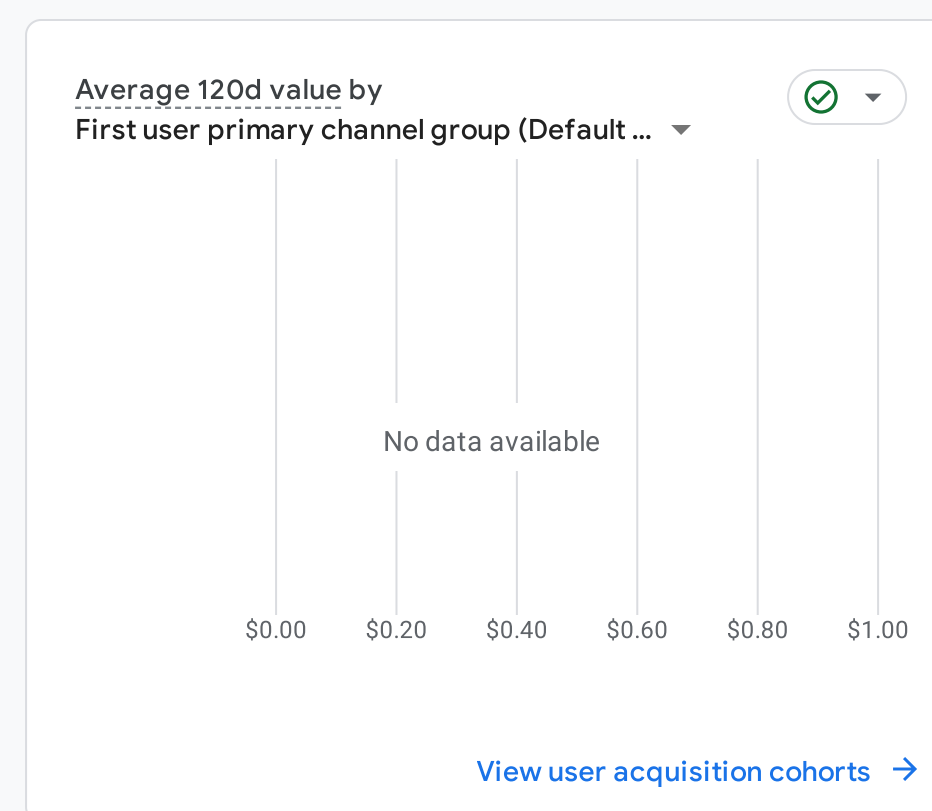 Average 120d value by
First user primary channel group (Default ...
No data available
$0.00 $0.20 $0.40 $0.60 $0.80 $1.00
View user acquisition cohorts